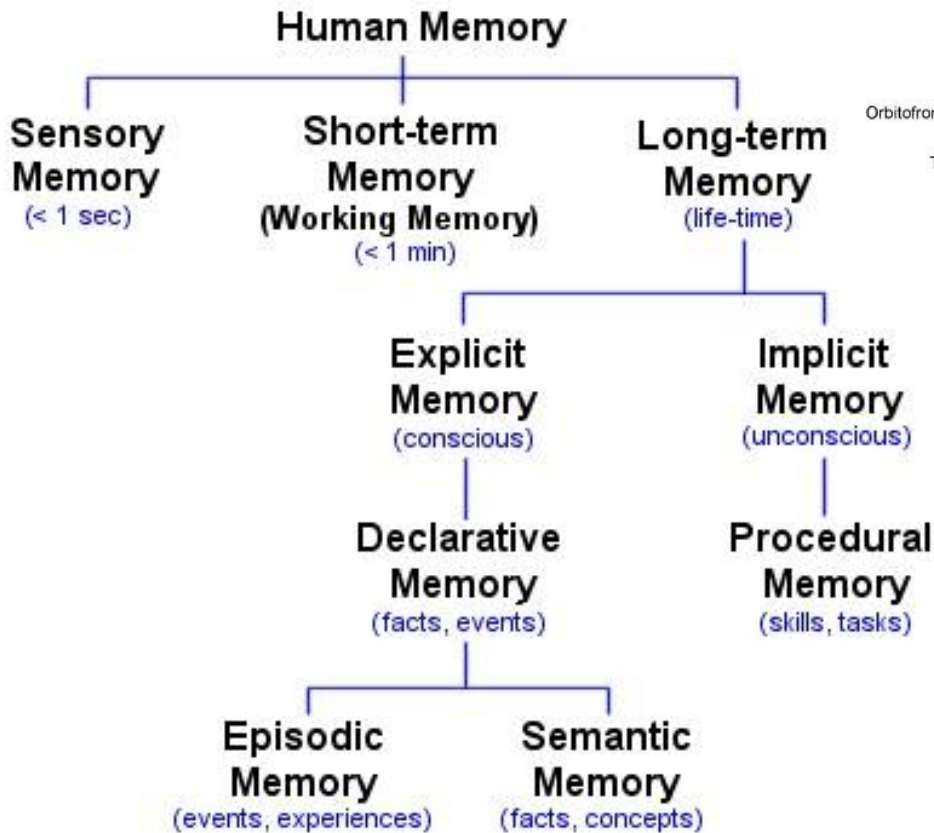 Human Memory
Sensory
Memory
(< 1 sec)
Short-term
Memory
(Working Memory)
(< 1 min)
Long-term
Memory
(life-time)
Explicit
Memory
(conscious)
Implicit
Memory
(unconscious)
Declarative
Memory
(facts, events)
Procedural
Memory
(skills, tasks)
Episodic
Memory
(events, experiences)
Semantic
Memory
(facts, concepts)